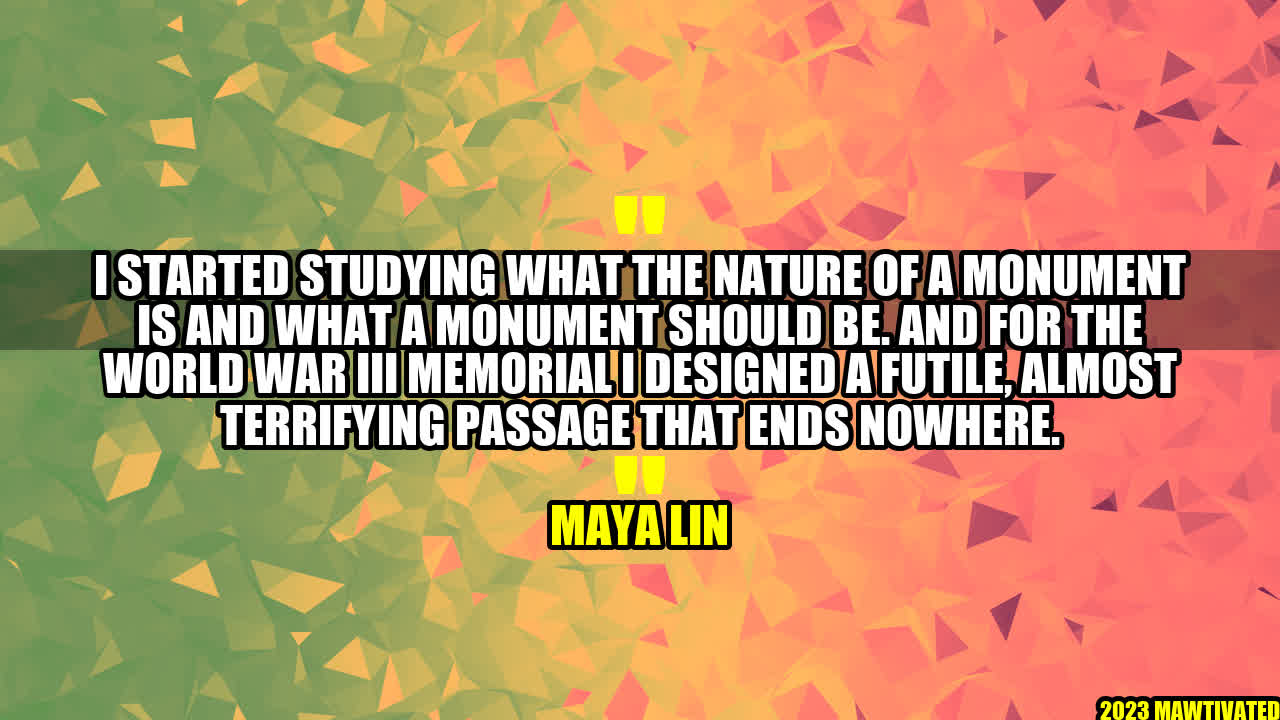 "
I STARTED STUDYING WHAT THE NATURE OF A MONUMENT
IS AND WHAT A MONUMENT SHOULD BE. AND FOR THE
WORLD WAR III MEMORIAL I DESIGNED A FUTILE, ALMOST
TERRIFYING PASSAGE THAT ENDS NOWHERE.
"
MAYA LIN
2023 MAWTIVATED